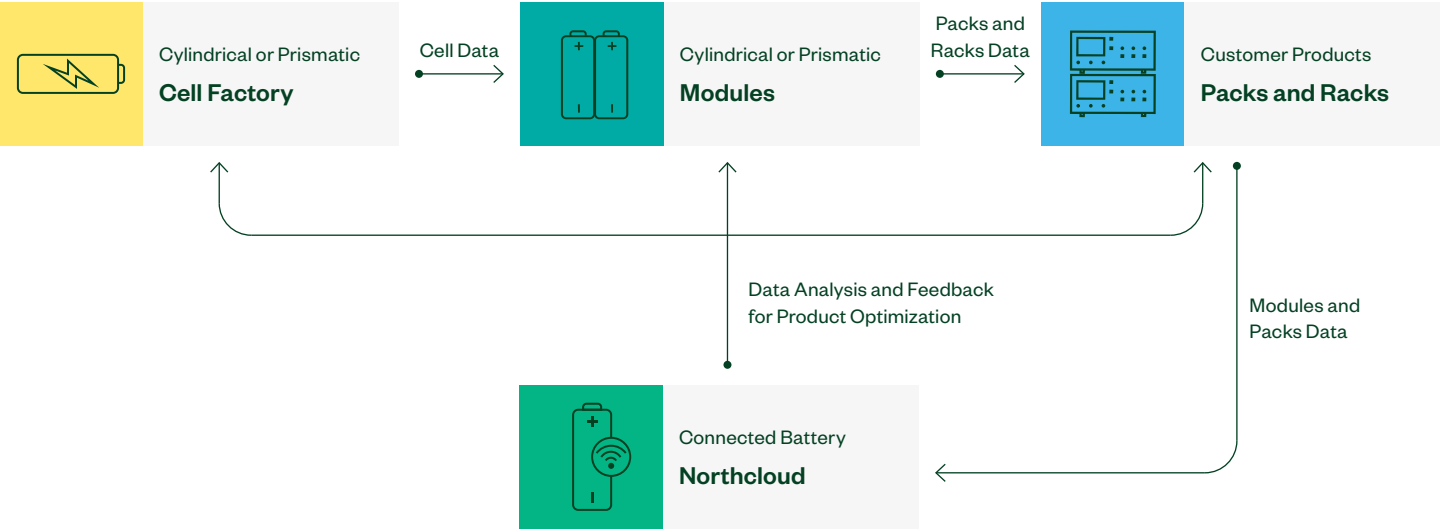 Cylindrical or Prismatic
Cell Factory
Cell Data
Cylindrical or Prismatic
Modules
Packs and
Racks Data
Customer Products
Packs and Racks
Data Analysis and Feedback
for Product Optimization
Modules and
Packs Data
Connected Battery
Northcloud